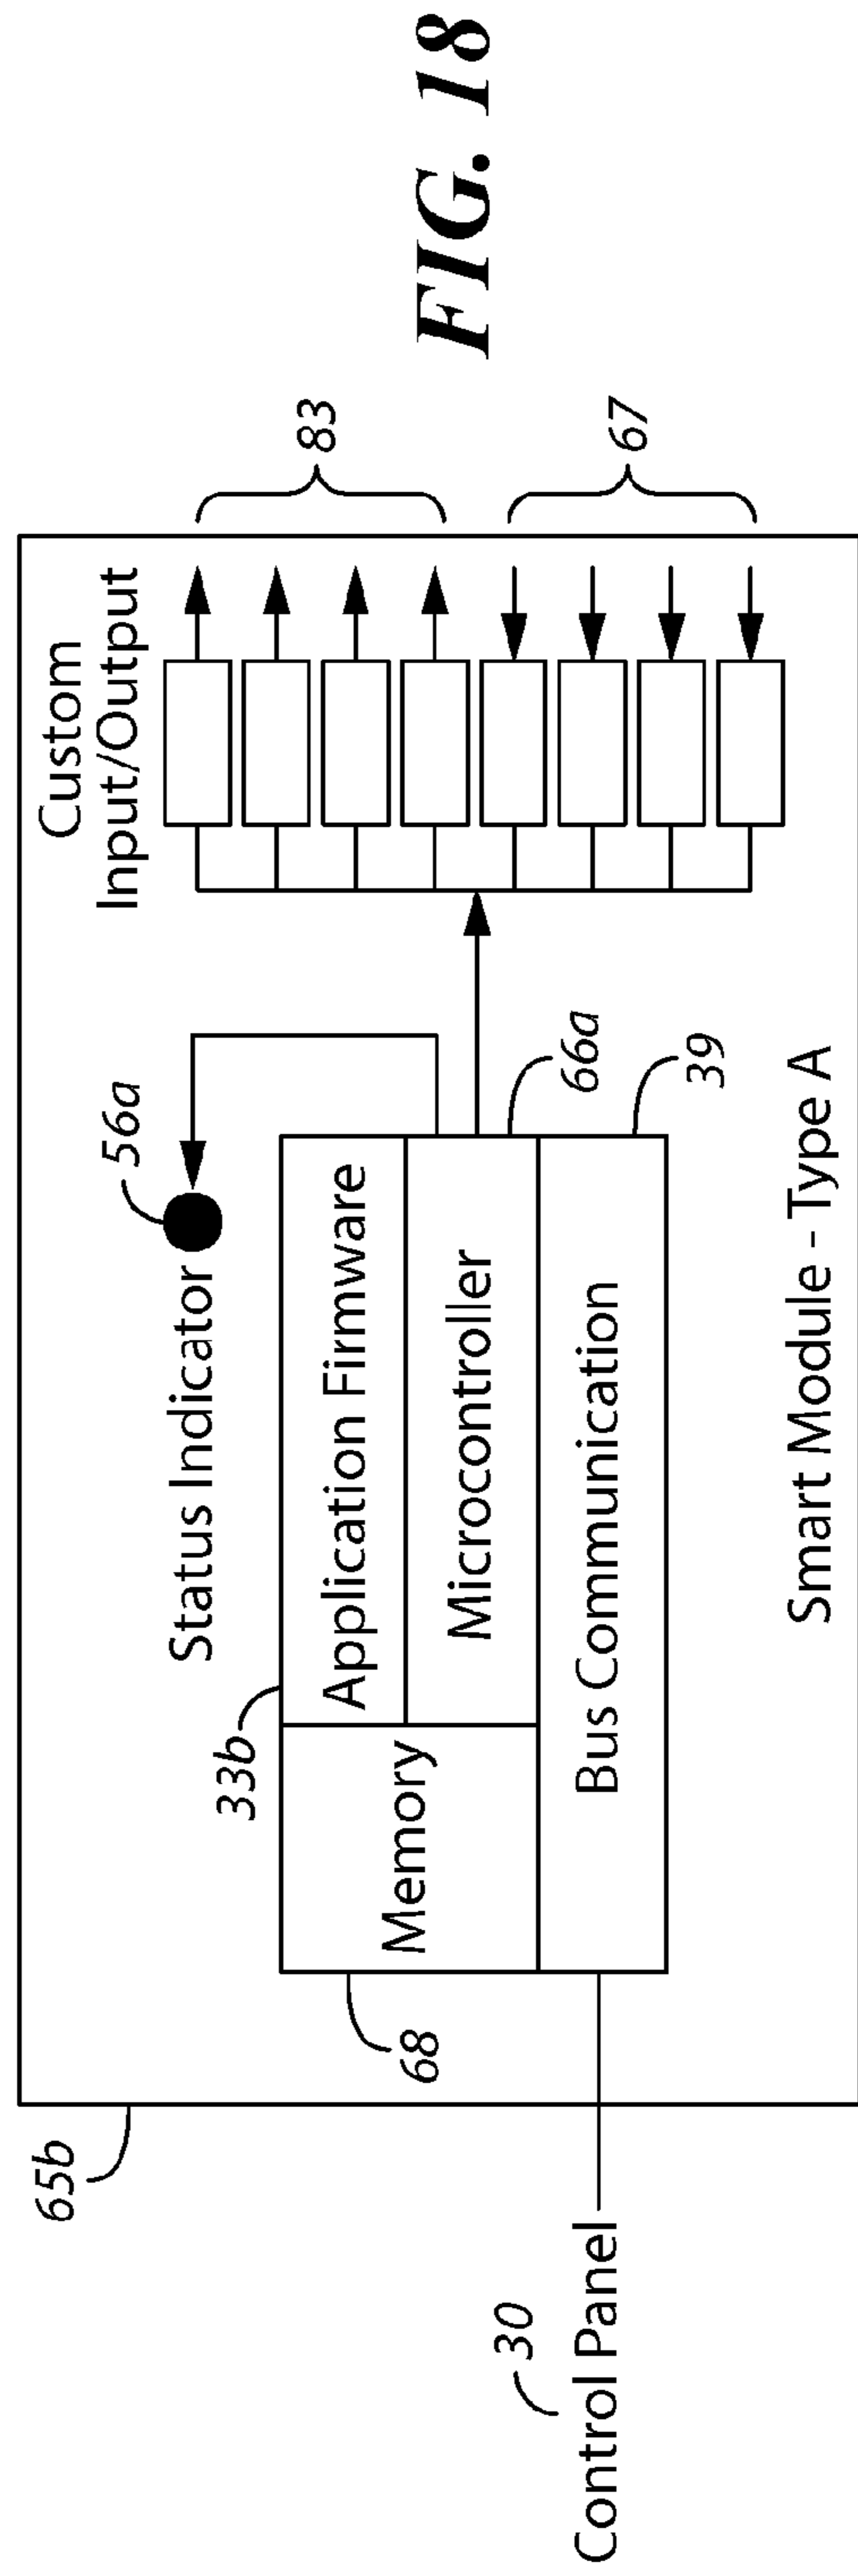 65b
Custom
Input/Output
56a
Status Indicator
83
33b
Application Firmware
Memory
Microcontroller
68
66a
67
Bus Communication
39
30
Control Panel
Smart Module - Type A
FIG. 18